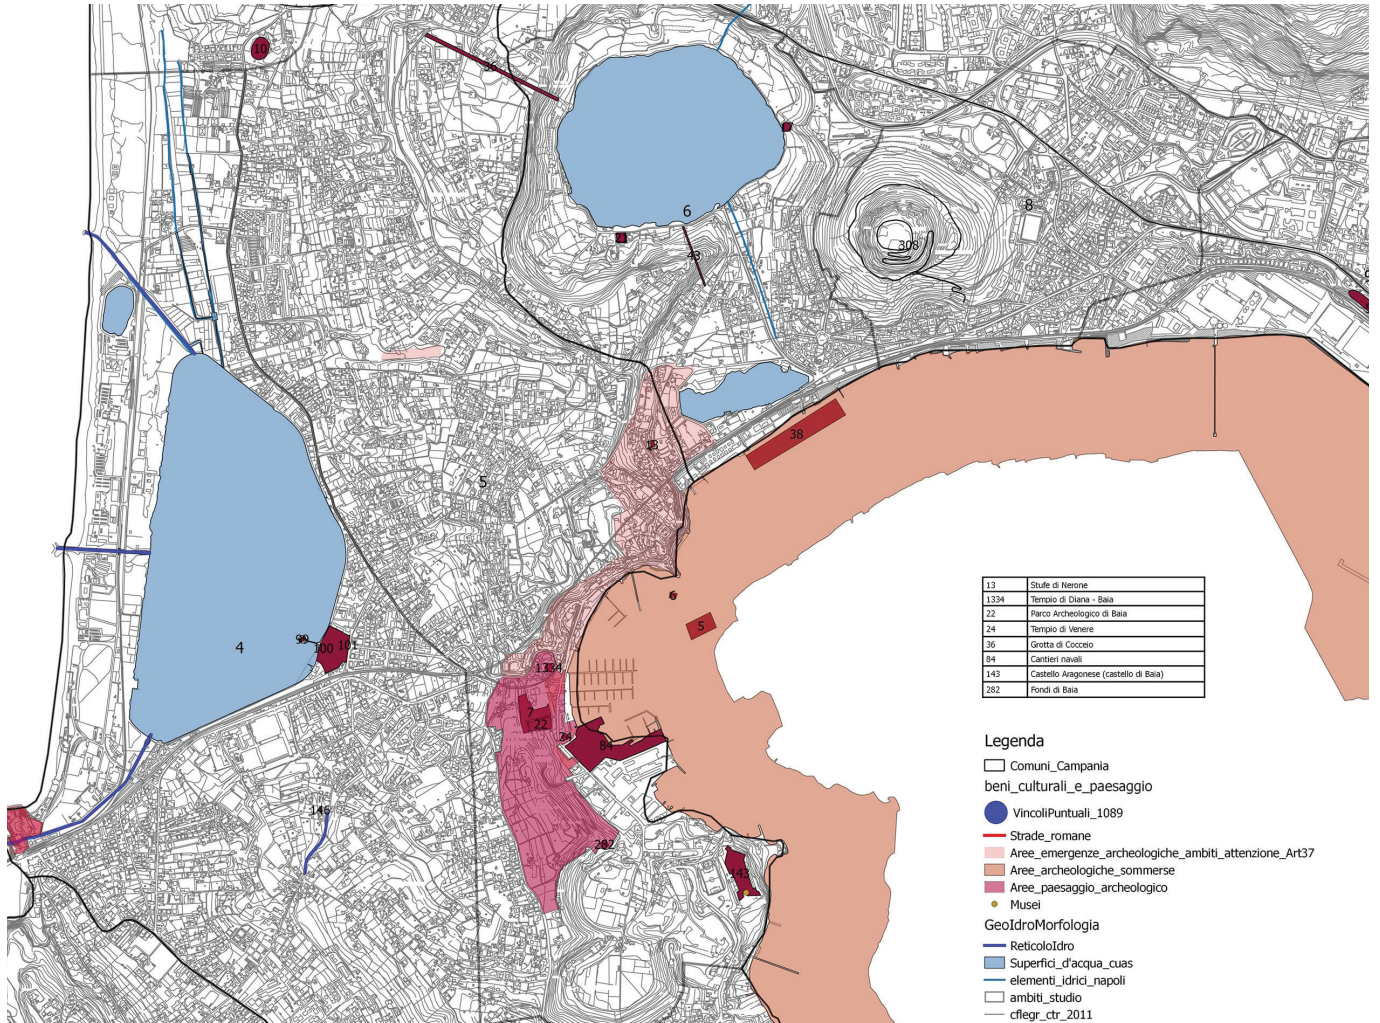 10
36
17
6
8
21
43
308
9
13
38
5
6
5
4
99
100
101
1334
7
22
24
84
146
282
143
13 Stufe di Nerone
1334 Tempio di Diana - Baia
22 Parco Archeologico di Baia
24 Tempio di Venere
36 Grotta di Cocceio
84 Cantieri navali
143 Castello Aragonese (castello di Baia)
282 Fondi di Baia
Legenda
Comuni_Campania
beni_culturali_e_paesaggio
VincoliPuntuali_1089
Strade_romane
Aree_emergenze_archeologiche_ambiti_attenzione_Art37
Aree_archeologiche_sommerse
Aree_paesaggio_archeologico
Musei
GeoIdroMorfologia
ReticoloIdro
Superfici_d'acqua_cuas
elementi_idrici_napoli
ambiti_studio
cflegr_ctr_2011